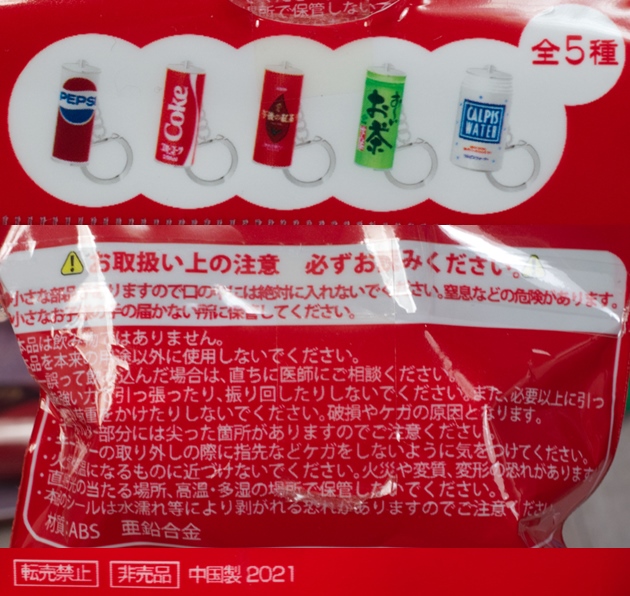 所で保管しないで
全5種
PEPSI
Coke
午後の紅茶
お〜いお茶
CALPIS
WATER
お取扱い上の注意 必ずお読みください。
小さな部品 りますので口の には絶対に入れないでください。窒息などの危険があります。
小さなお子 の手の届かない所に保管してください。
本品は飲み はありません。
品を本来の用途以外に使用しないでください。
誤って飲み込んだ場合は、直ちに医師にご相談ください。
強い力で引っ張ったり、振り回したりしないでください。また、必要以上に引っ
重をかけたりしないでください。破損やケガの原因となります。
部分には尖った箇所がありますのでご注意ください
の取り外しの際に指先などケガをしないように気をつけてください。
になるものに近づけないでください。火災や変質、変形の恐れがあります
直射日光の当たる場所、高温・多湿の場所で保管しないでください。
・本 シールは水濡れ等により剥がれる恐れがありますのでご注意くださ
材質:ABS 亜鉛合金
転売禁止 非売品 中国製 2021